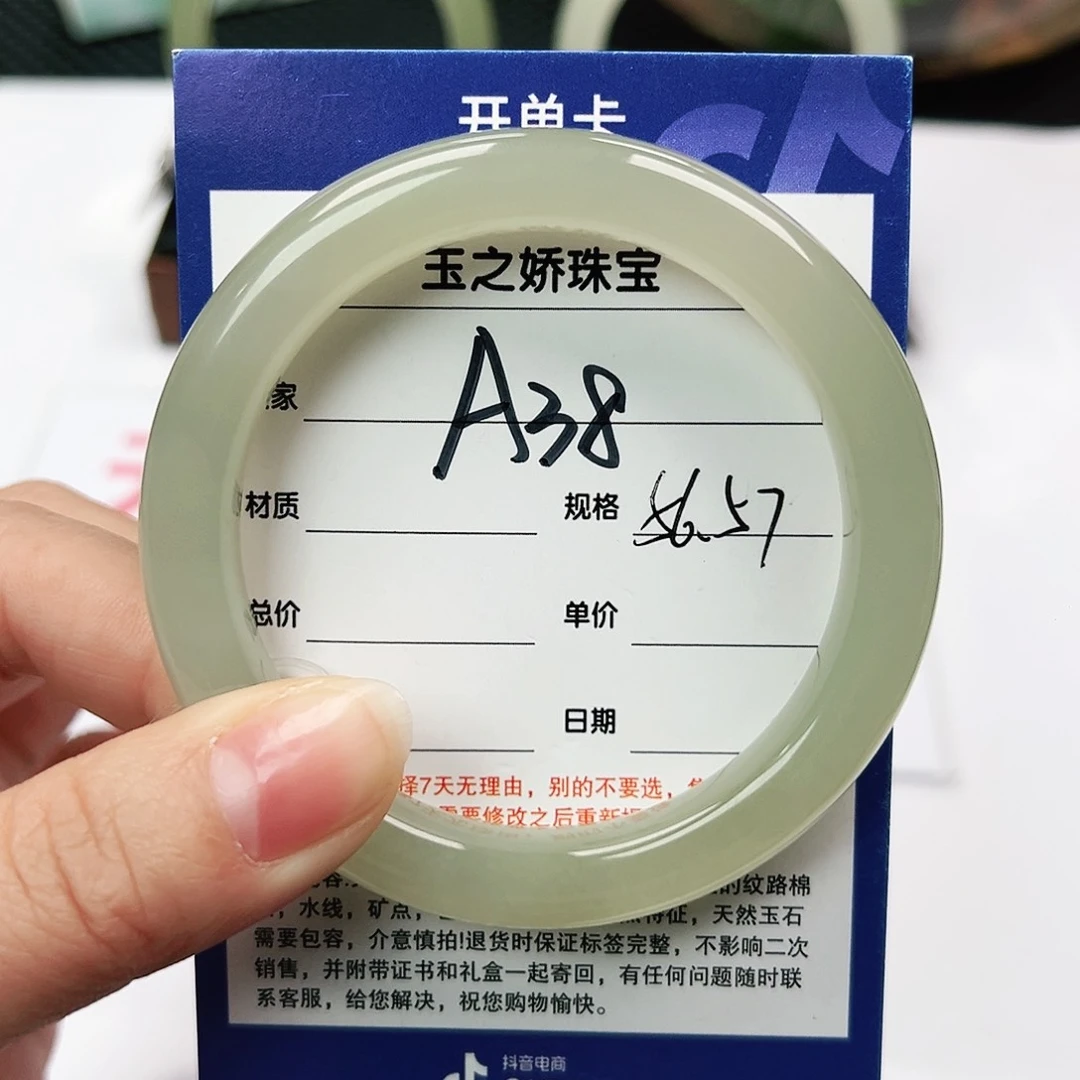 开单卡
玉之娇珠宝
家 A38
材质 规格 56.57
总价 单价
日期
择7天无理由，别的不要选，
需要修改之后重新
的纹路棉
，水线，矿点， 特征，天然玉石
需要包容，介意慎拍!退货时保证标签完整，不影响二次
销售，并附带证书和礼盒一起寄回，有任何问题随时联
系客服，给您解决，祝您购物愉快。
抖音电商